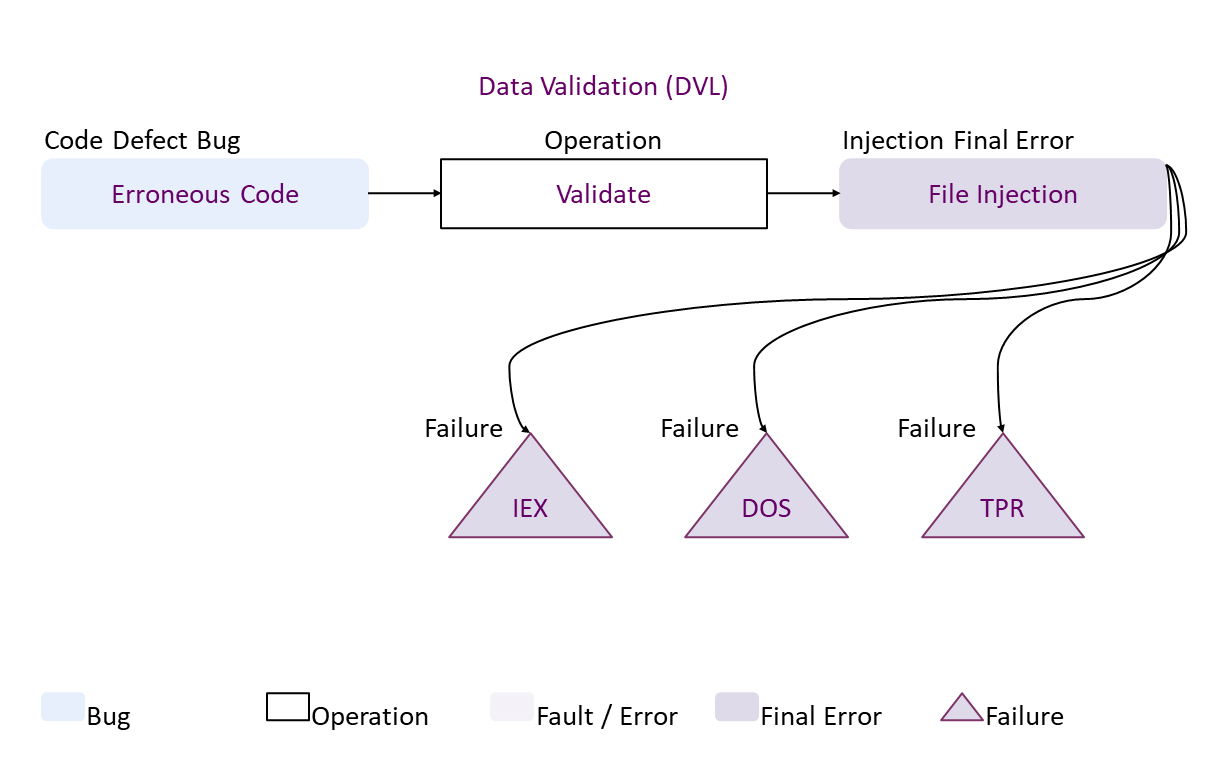 Data Validation (DVL)
Code Defect Bug
Operation
Injection Final Error
Erroneous Code
Validate
File Injection
Failure
Failure
Failure
IEX
DOS
TPR
Bug
Operation
Fault / Error
Final Error
Failure